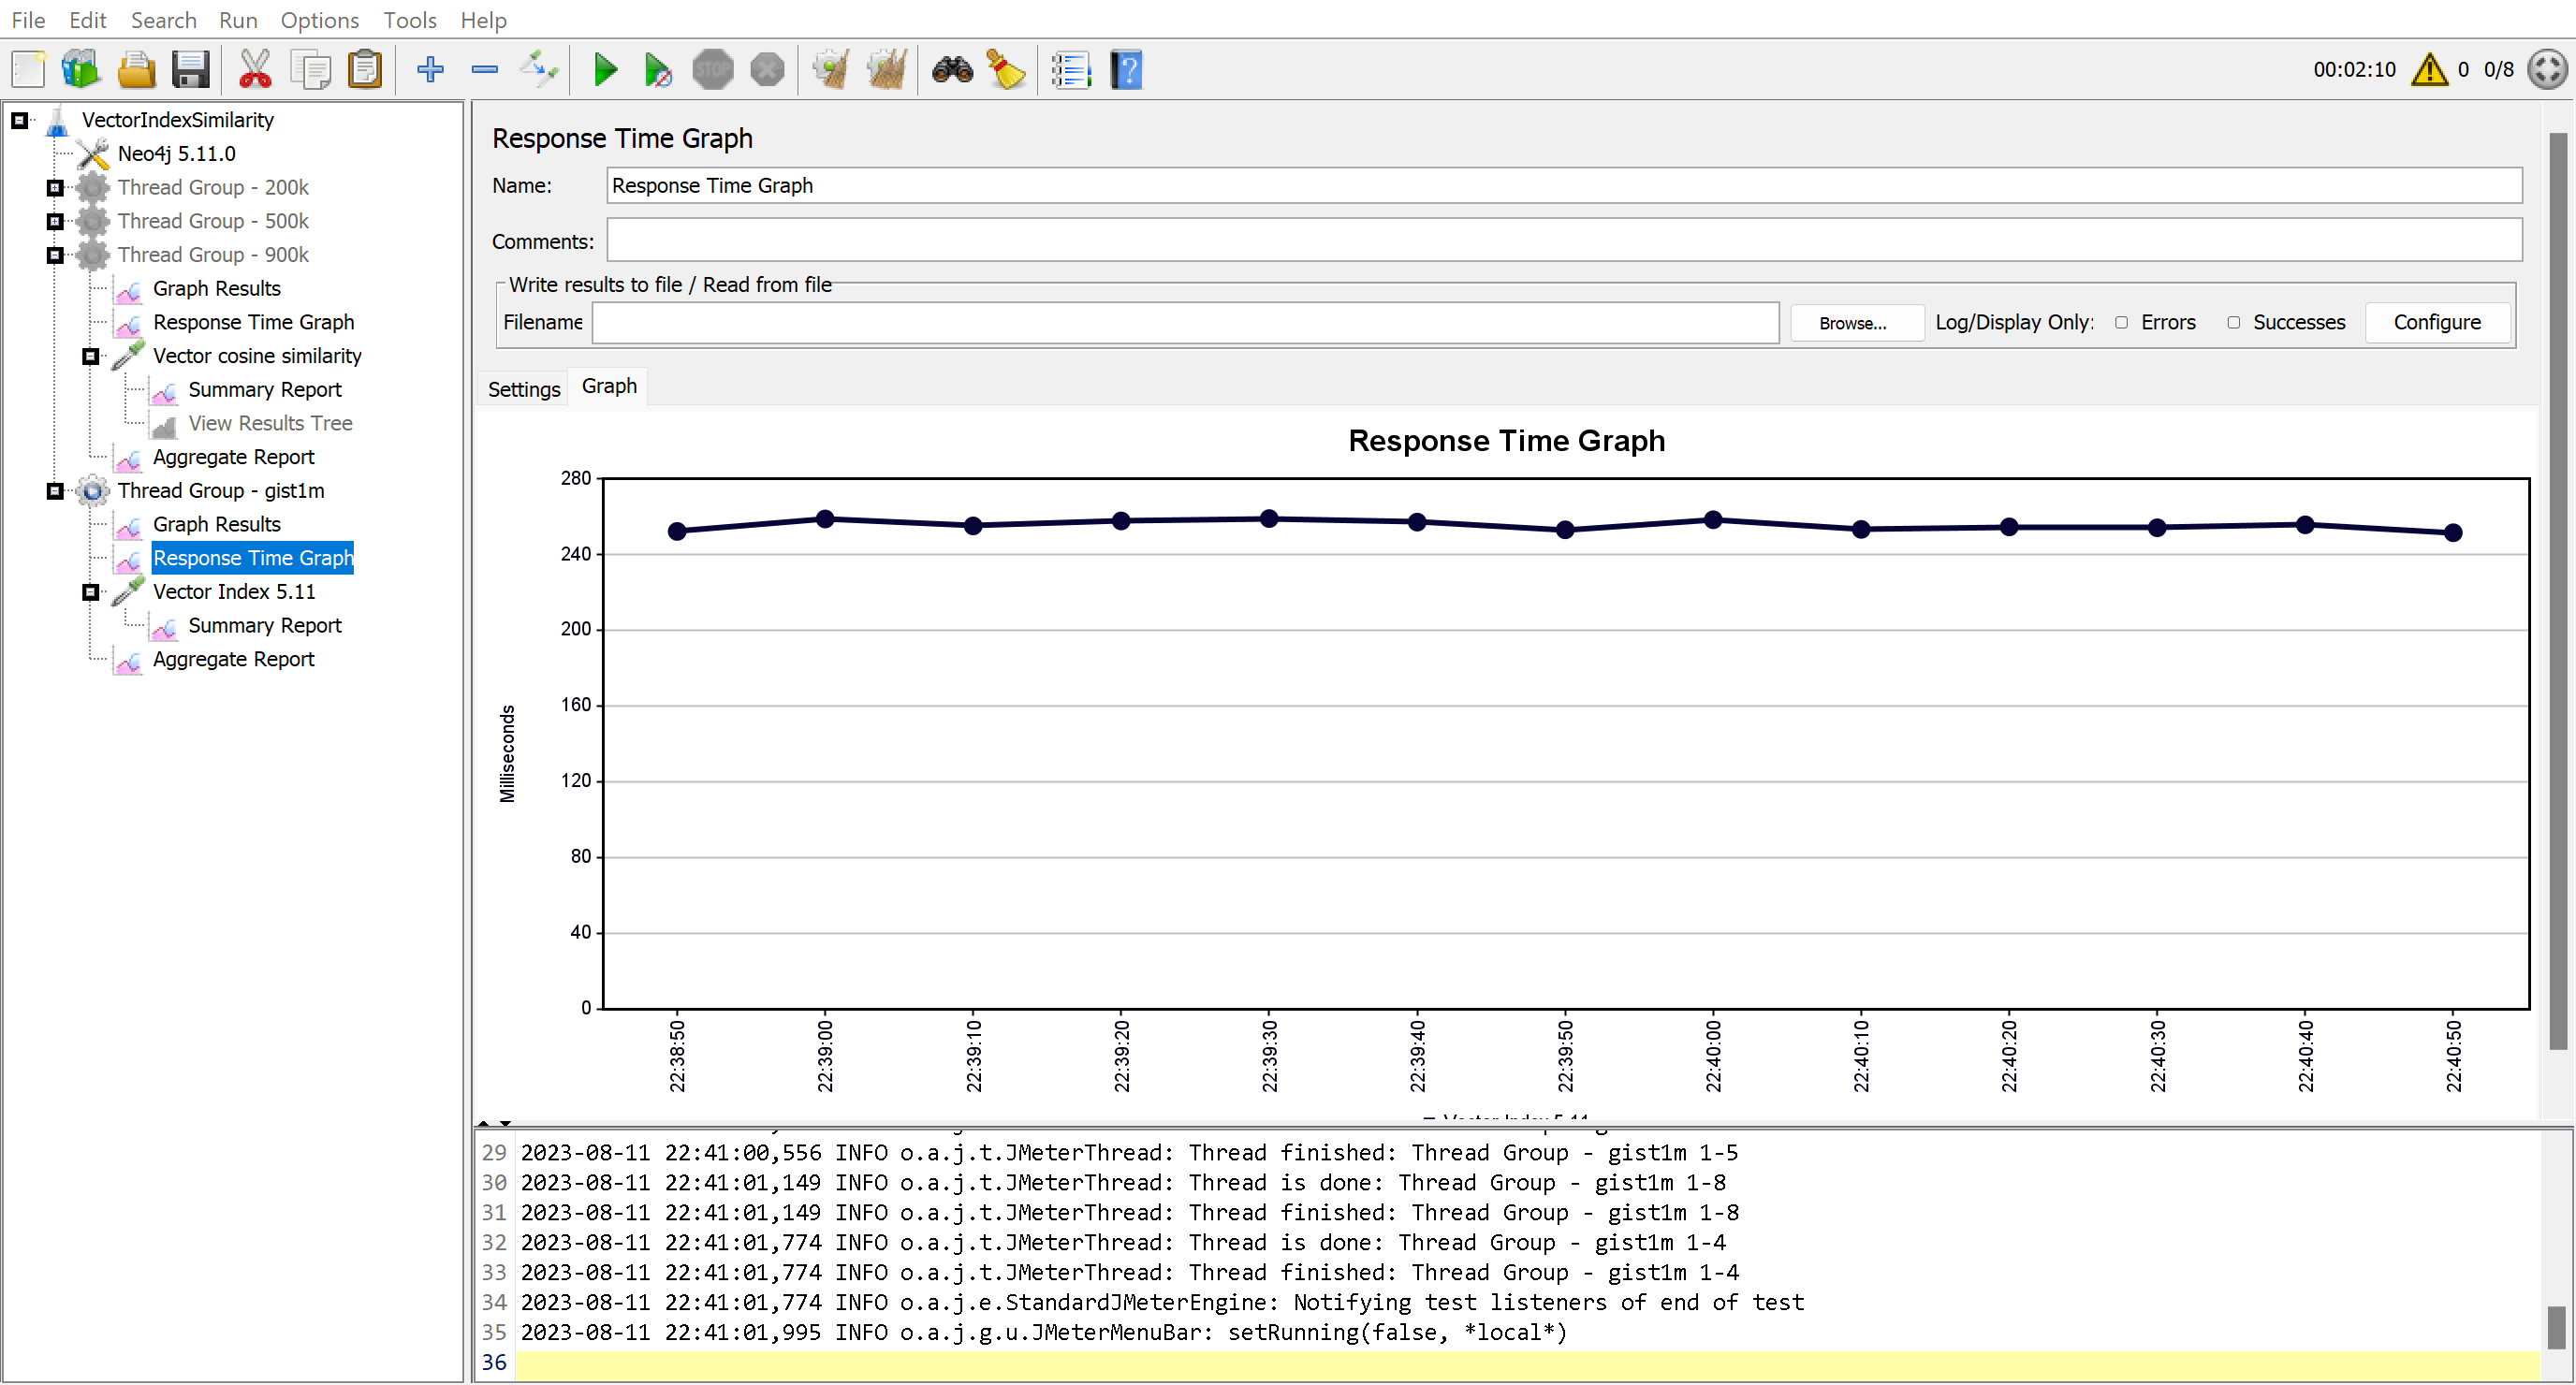 File Edit Search Run Options Tools Help
STOP ? 00:02:10 0 0/8
VectorIndexSimilarity
Neo4j 5.11.0
Thread Group - 200k
Thread Group - 500k
Thread Group - 900k
Graph Results
Response Time Graph
Vector cosine similarity
Summary Report
View Results Tree
Aggregate Report
Thread Group - gist1m
Graph Results
Response Time Graph
Vector Index 5.11
Summary Report
Aggregate Report
Response Time Graph
Name: Response Time Graph
Comments:
Write results to file / Read from file
Filename Browse... Log/Display Only: Errors Successes Configure
Settings Graph
Response Time Graph
Milliseconds
280
240
200
160
120
80
40
0
22:38:50 22:39:00 22:39:10 22:39:20 22:39:30 22:39:40 22:39:50 22:40:00 22:40:10 22:40:20 22:40:30 22:40:40 22:40:50
Vector Index 5.11
29 2023-08-11 22:41:00,556 INFO o.a.j.t.JMeterThread: Thread finished: Thread Group - gist1m 1-5
30 2023-08-11 22:41:01,149 INFO o.a.j.t.JMeterThread: Thread is done: Thread Group - gist1m 1-8
31 2023-08-11 22:41:01,149 INFO o.a.j.t.JMeterThread: Thread finished: Thread Group - gist1m 1-8
32 2023-08-11 22:41:01,774 INFO o.a.j.t.JMeterThread: Thread is done: Thread Group - gist1m 1-4
33 2023-08-11 22:41:01,774 INFO o.a.j.t.JMeterThread: Thread finished: Thread Group - gist1m 1-4
34 2023-08-11 22:41:01,774 INFO o.a.j.e.StandardJMeterEngine: Notifying test listeners of end of test
35 2023-08-11 22:41:01,995 INFO o.a.j.g.u.JMeterMenuBar: setRunning(false, *local*)
36